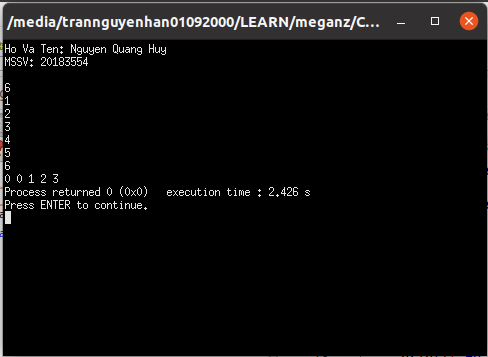 /media/trannguyenhan01092000/LEARN/meganz/C...
Ho Va Ten: Nguyen Quang Huy
MSSV: 20183554
6
1
2
3
4
5
6
0 0 1 2 3
Process returned 0 (0x0)   execution time : 2.426 s
Press ENTER to continue.